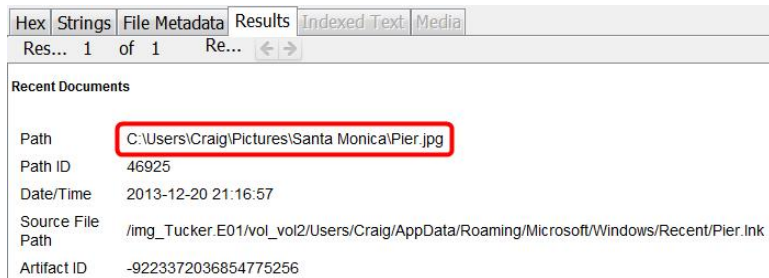 Hex Strings File Metadata Results Indexed Text Media
Res... 1 of 1 Re...
Recent Documents
Path C:\Users\Craig\Pictures\Santa Monica\Pier.jpg
Path ID 46925
Date/Time 2013-12-20 21:16:57
Source File
Path /img_Tucker.E01/vol_vol2/Users/Craig/AppData/Roaming/Microsoft/Windows/Recent/Pier.lnk
Artifact ID -9223372036854775256